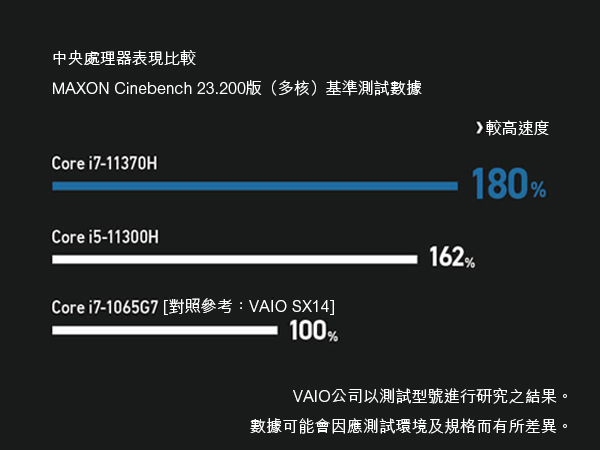 中央處理器表現比較
MAXON Cinebench 23.200版（多核）基準測試數據
❯較高速度
Core i7-11370H
180%
Core i5-11300H
162%
Core i7-1065G7 [對照參考：VAIO SX14]
100%
VAIO公司以測試型號進行研究之結果。
數據可能會因應測試環境及規格而有所差異。